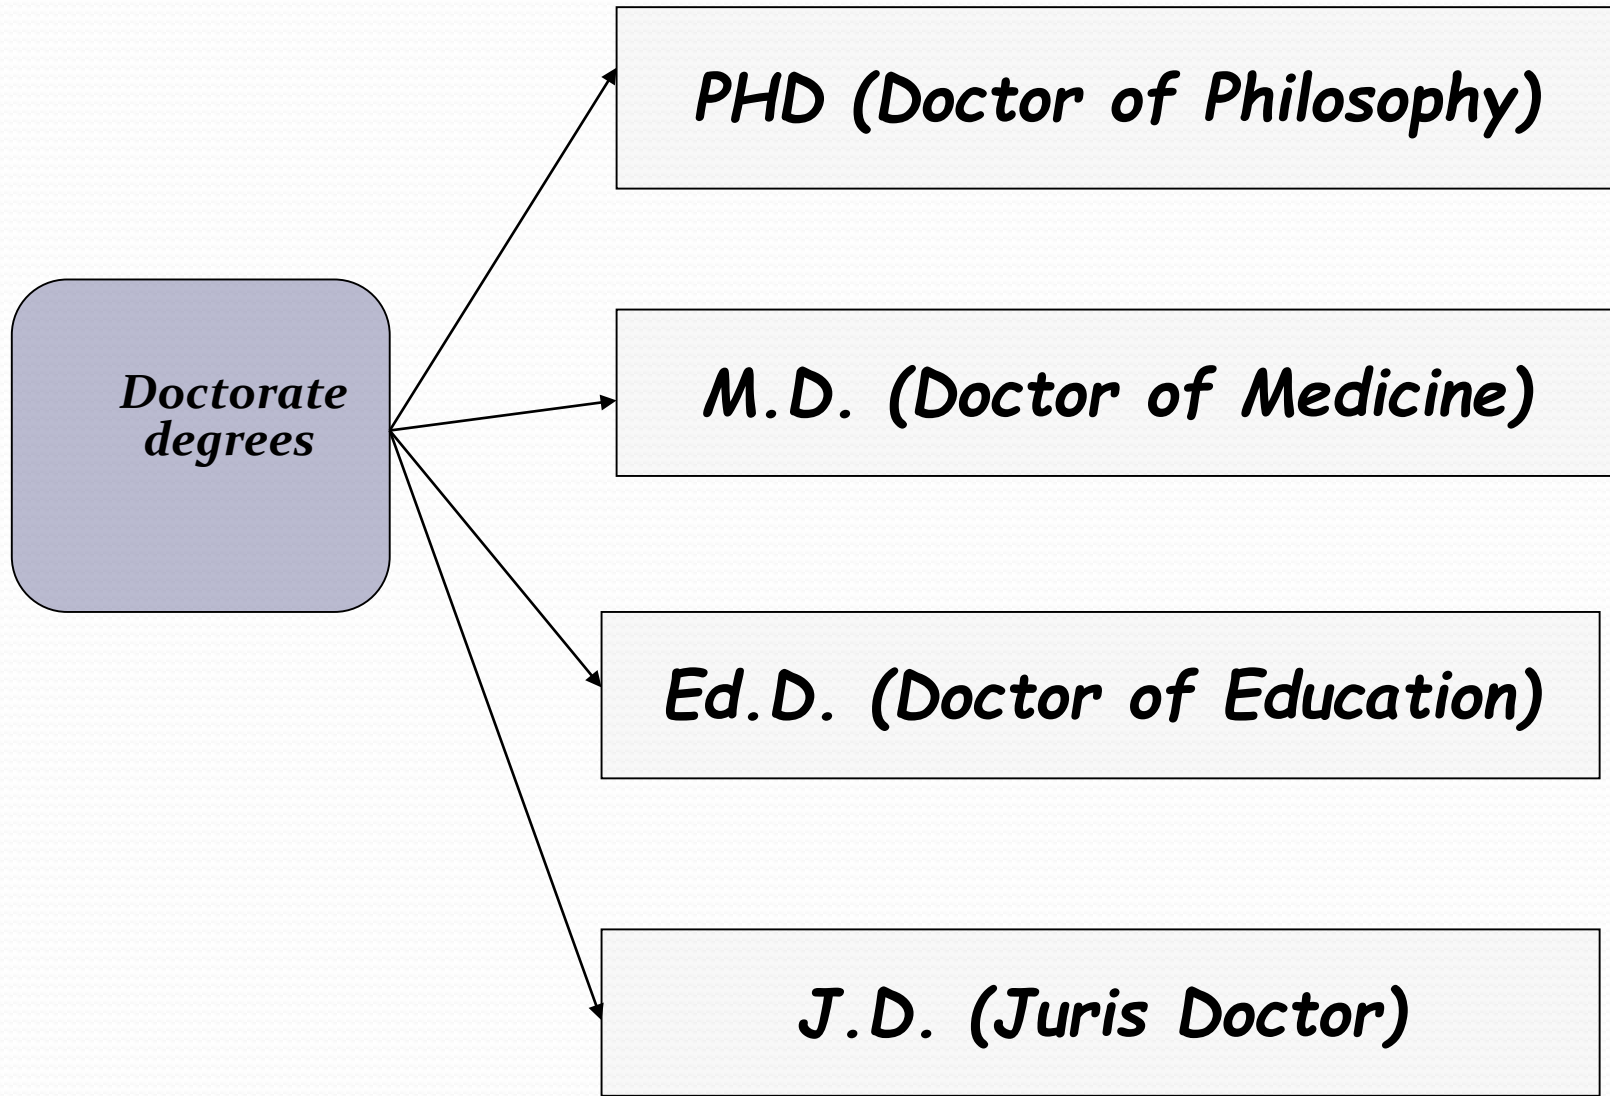 PHD (Doctor of Philosophy)
Doctorate
degrees
M.D. (Doctor of Medicine)
Ed.D. (Doctor of Education)
J.D. (Juris Doctor)